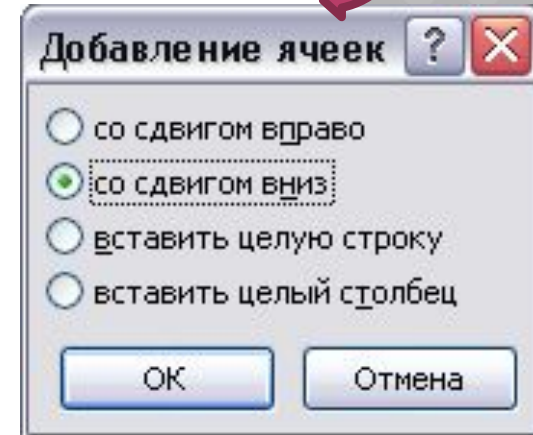 Добавление ячеек ?
со сдвигом вправо
со сдвигом вниз
вставить целую строку
вставить целый столбец
ОК Отмена